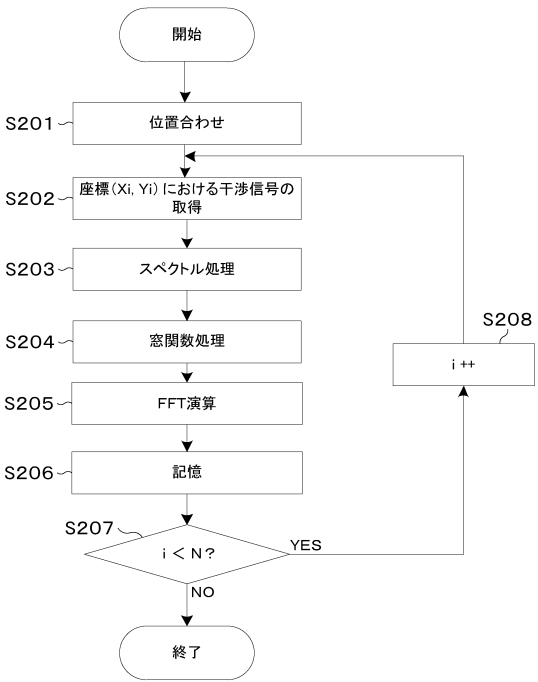 開始
S201
位置合わせ
S202
座標(Xi, Yi)における干渉信号の
取得
S203
スペクトル処理
S204
窓関数処理
S208
i ++
S205
FFT演算
S206
記憶
S207
i < N?
YES
NO
終了